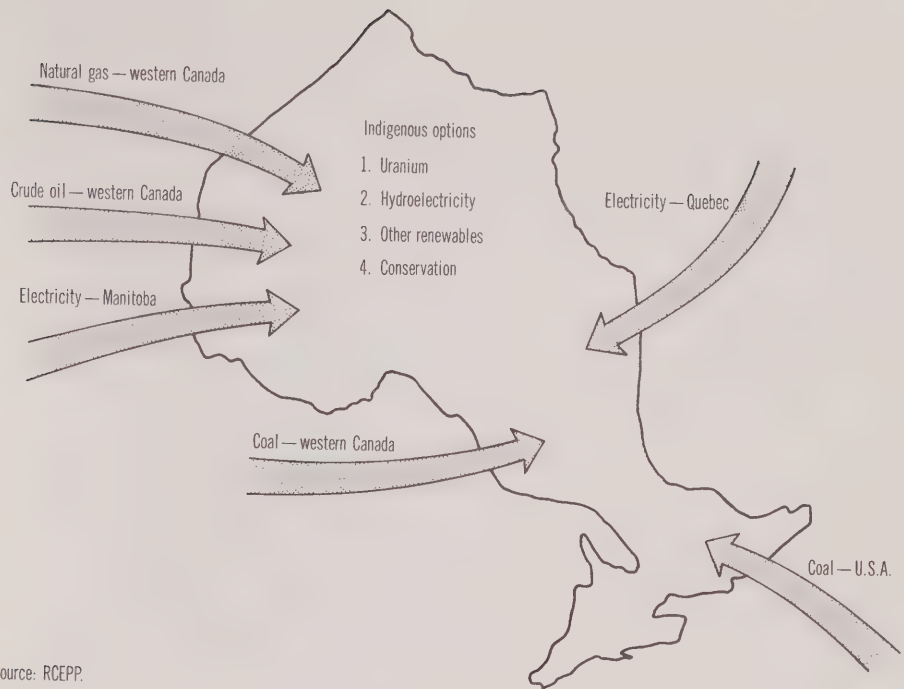 Natural gas — western Canada
Indigenous options
1. Uranium
Crude oil — western Canada
2. Hydroelectricity
Electricity — Quebec
3. Other renewables
4. Conservation
Electricity — Manitoba
Coal — western Canada
Coal — U.S.A.
ource: RCEPP.